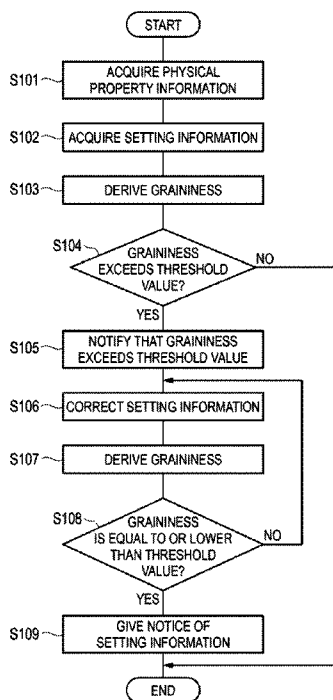 START
S101
ACQUIRE PHYSICAL
PROPERTY INFORMATION
S102
ACQUIRE SETTING INFORMATION
S103
DERIVE GRAININESS
S104
GRAININESS
EXCEEDS THRESHOLD
VALUE?
NO
YES
S105
NOTIFY THAT GRAININESS
EXCEEDS THRESHOLD VALUE
S106
CORRECT SETTING INFORMATION
S107
DERIVE GRAININESS
S108
GRAININESS
IS EQUAL TO OR LOWER
THAN THRESHOLD
VALUE?
NO
YES
S109
GIVE NOTICE OF
SETTING INFORMATION
END